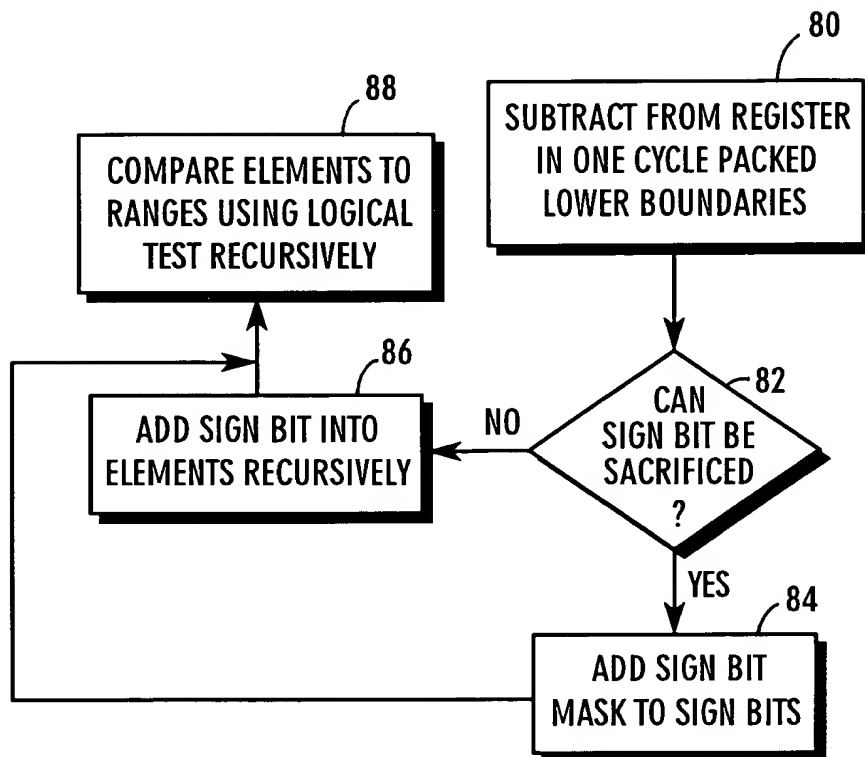 80
SUBTRACT FROM REGISTER
IN ONE CYCLE PACKED
LOWER BOUNDARIES
82
CAN
SIGN BIT BE
SACRIFICED
?
NO
YES
84
ADD SIGN BIT
MASK TO SIGN BITS
86
ADD SIGN BIT INTO
ELEMENTS RECURSIVELY
88
COMPARE ELEMENTS TO
RANGES USING LOGICAL
TEST RECURSIVELY